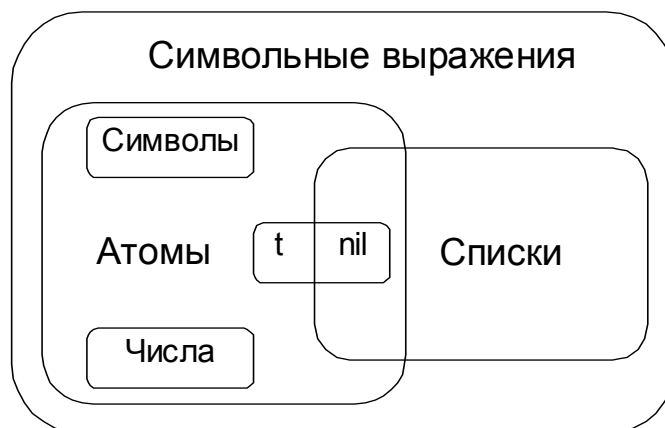 Символьные выражения
Символы
Атомы
t
nil
Списки
Числа